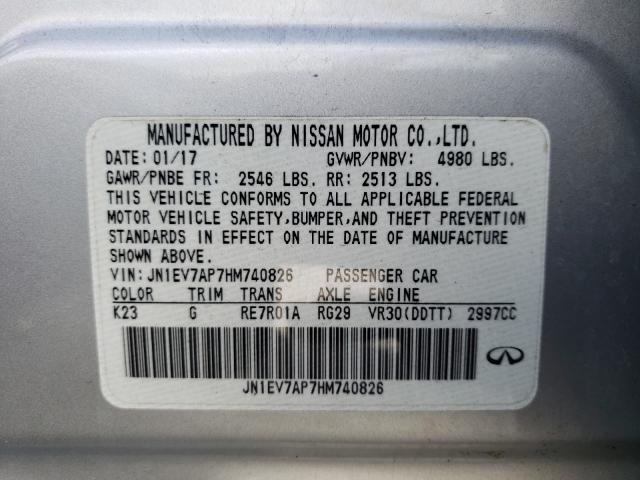 MANUFACTURED BY NISSAN MOTOR CO.,LTD.
DATE: 01/17 GVWR/PNBV: 4980 LBS.
GAWR/PNBE FR: 2546 LBS. RR: 2513 LBS.
THIS VEHICLE CONFORMS TO ALL APPLICABLE FEDERAL
MOTOR VEHICLE SAFETY,BUMPER,AND THEFT PREVENTION
STANDARDS IN EFFECT ON THE DATE OF MANUFACTURE
SHOWN ABOVE.
VIN: JN1EV7AP7HM740826 PASSENGER CAR
COLOR TRIM TRANS AXLE ENGINE
K23 G RE7R01A RG29 VR30(DDTT) 2997CC
JN1EV7AP7HM740826